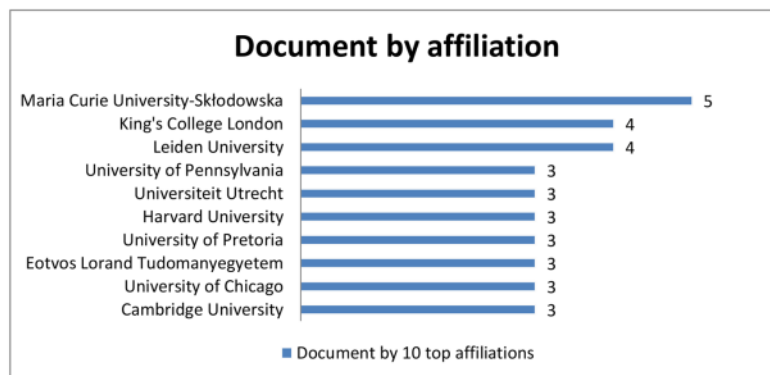 Document by affiliation
Maria Curie University-Skłodowska 5
King's College London 4
Leiden University 4
University of Pennsylvania 3
Universiteit Utrecht 3
Harvard University 3
University of Pretoria 3
Eotvos Lorand Tudomanyegyetem 3
University of Chicago 3
Cambridge University 3
Document by 10 top affiliations